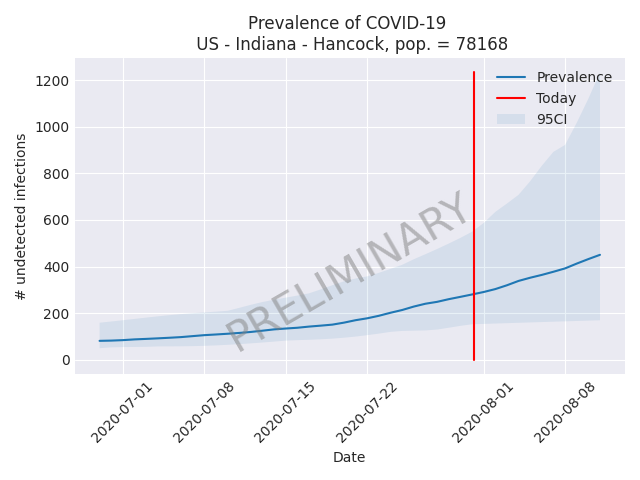 Prevalence of COVID-19
US - Indiana - Hancock, pop. = 78168
1200
1000
800
600
400
200
0
# undetected infections
Prevalence
Today
95CI
PRELIMINARY
2020-07-01
2020-07-08
2020-07-15
2020-07-22
2020-08-01
2020-08-08
Date